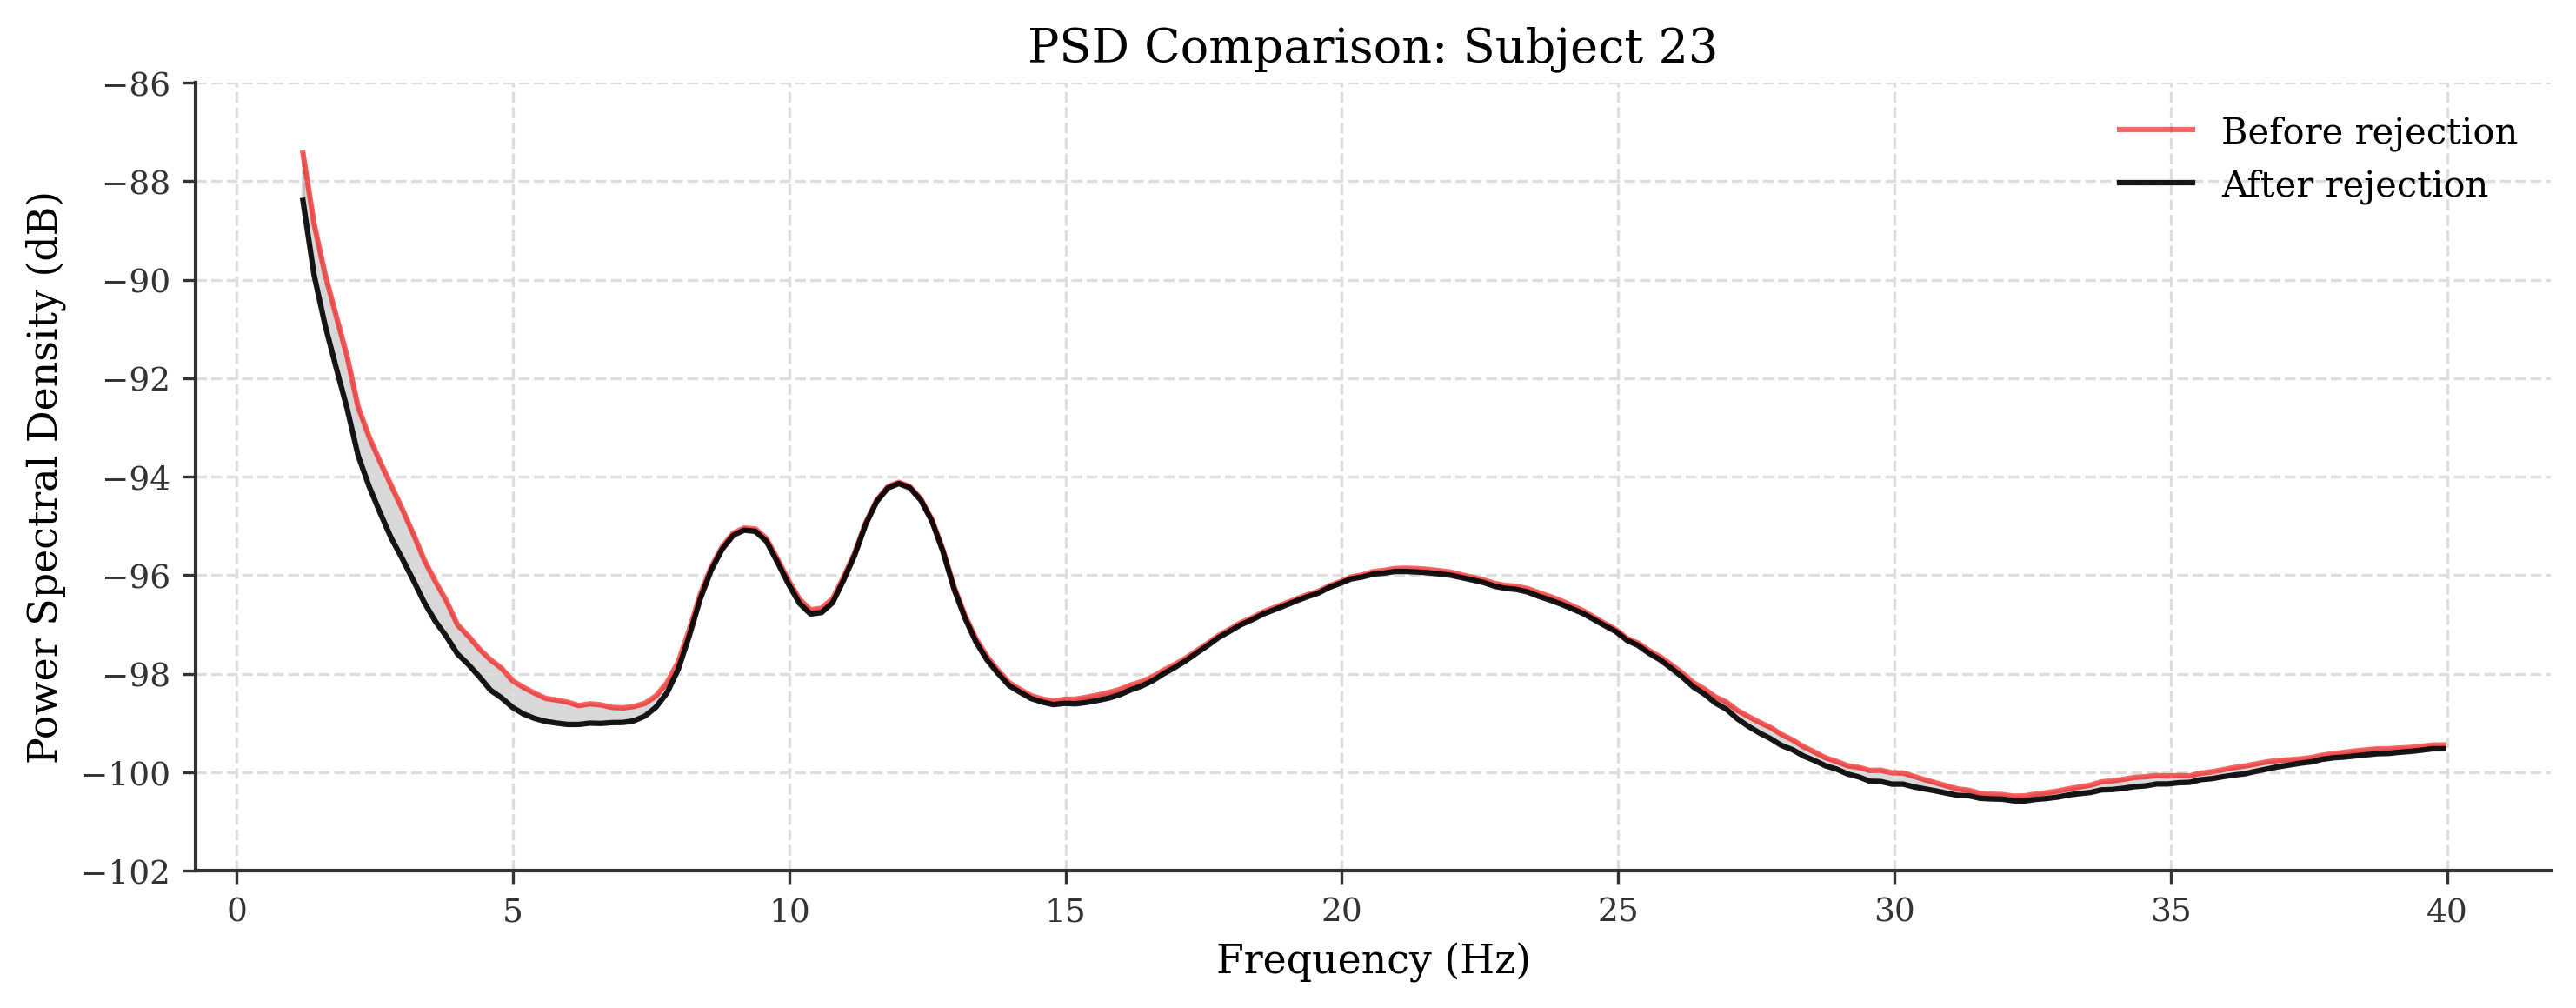 PSD Comparison: Subject 23
Power Spectral Density (dB)
−86
−88
−90
−92
−94
−96
−98
−100
−102
Before rejection
After rejection
0 5 10 15 20 25 30 35 40
Frequency (Hz)